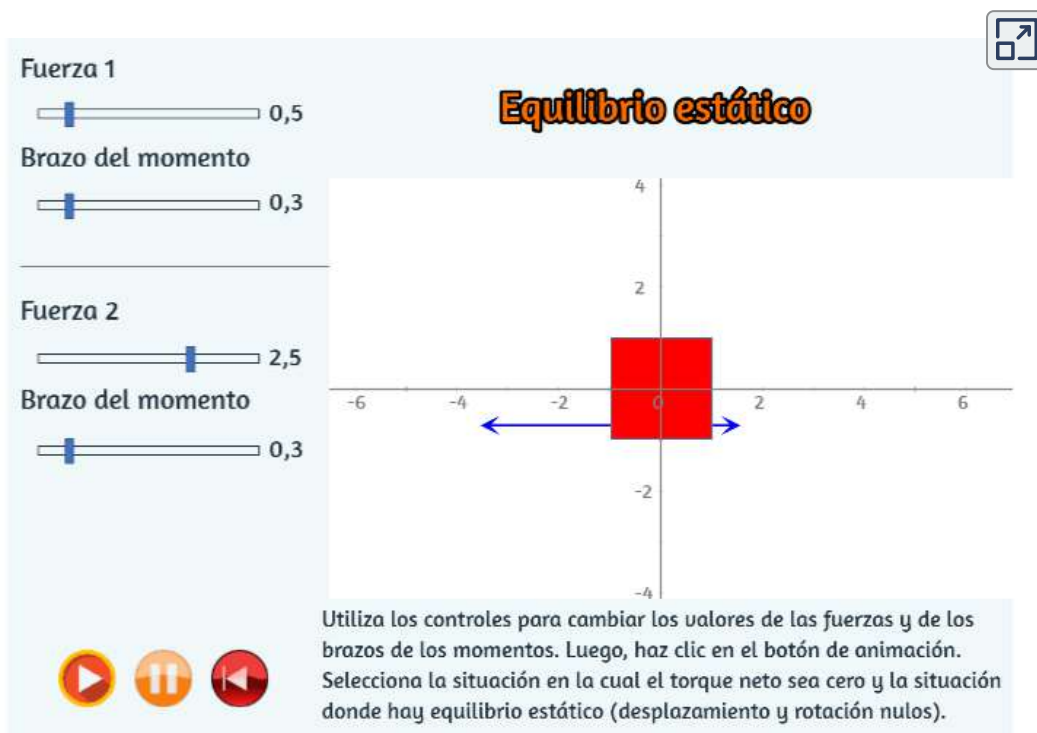 Fuerza 1
0,5
Brazo del momento
0,3
Fuerza 2
2,5
Brazo del momento
0,3
Equilibrio estático
4
2
-6 -4 -2 0 2 4 6
-2
-4
Utiliza los controles para cambiar los valores de las fuerzas y de los
brazos de los momentos. Luego, haz clic en el botón de animación.
Selecciona la situación en la cual el torque neto sea cero y la situación
donde hay equilibrio estático (desplazamiento y rotación nulos).